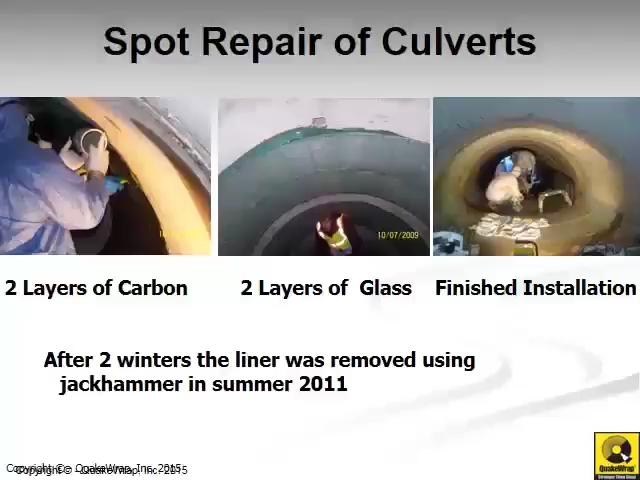 Spot Repair of Culverts
10/07/2009
2 Layers of Carbon
2 Layers of  Glass
Finished Installation
After 2 winters the liner was removed using
jackhammer in summer 2011
Copyright © - QuakeWrap, Inc. 2015
QuakeWrap